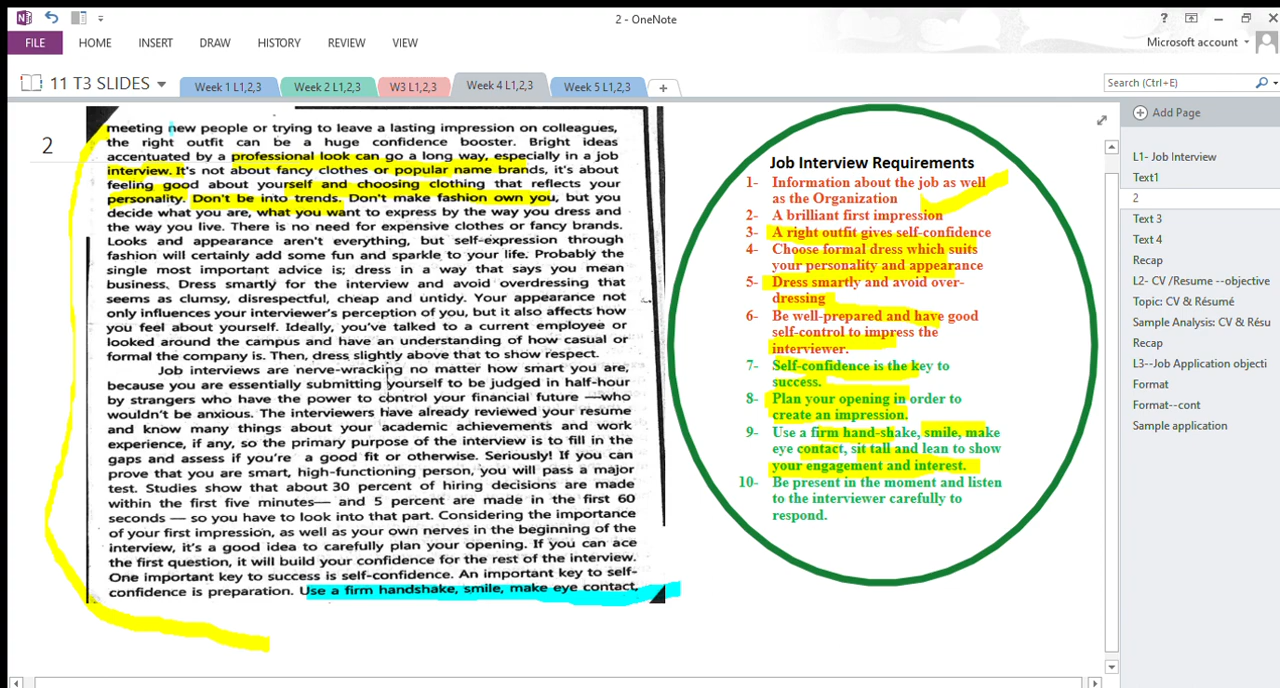 2 - OneNote
?
Microsoft account
FILE HOME INSERT DRAW HISTORY REVIEW VIEW
11 T3 SLIDES
Week 1 L1,2,3
Week 2 L1,2,3
W3 L1,2,3
Week 4 L1,2,3
Week 5 L1,2,3
+
Search (Ctrl+E)
2
meeting new people or trying to leave a lasting impression on colleagues,
the right outfit can be a huge confidence booster. Bright ideas
accentuated by a professional look can go a long way, especially in a job
interview. It's not about fancy clothes or popular name brands, it's about
feeling good about yourself and choosing clothing that reflects your
personality. Don't be into trends. Don't make fashion own you, but you
decide what you are, what you want to express by the way you dress and
the way you live. There is no need for expensive clothes or fancy brands.
Looks and appearance aren't everything, but self-expression through
fashion will certainly add some fun and sparkle to your life. Probably the
single most important advice is; dress in a way that says you mean
business. Dress smartly for the interview and avoid overdressing that
seems as clumsy, disrespectful, cheap and untidy. Your appearance not
only influences your interviewer's perception of you, but it also affects how
you feel about yourself. Ideally, you've talked to a current employee or
looked around the campus and have an understanding of how casual or
formal the company is. Then, dress slightly above that to show respect.
Job interviews are nerve-wracking no matter how smart you are,
because you are essentially submitting yourself to be judged in half-hour
by strangers who have the power to control your financial future —who
wouldn't be anxious. The interviewers have already reviewed your resume
and know many things about your academic achievements and work
experience, if any, so the primary purpose of the interview is to fill in the
gaps and assess if you're a good fit or otherwise. Seriously! If you can
prove that you are smart, high-functioning person, you will pass a major
test. Studies show that about 30 percent of hiring decisions are made
within the first five minutes— and 5 percent are made in the first 60
seconds — so you have to look into that part. Considering the importance
of your first impression, as well as your own nerves in the beginning of the
interview, it's a good idea to carefully plan your opening. If you can ace
the first question, it will build your confidence for the rest of the interview.
One important key to success is self-confidence. An important key to self-
confidence is preparation. Use a firm handshake, smile, make eye contact,
Job Interview Requirements
1- Information about the job as well
as the Organization
2- A brilliant first impression
3- A right outfit gives self-confidence
4- Choose formal dress which suits
your personality and appearance
5- Dress smartly and avoid over-
dressing
6- Be well-prepared and have good
self-control to impress the
interviewer.
7- Self-confidence is the key to
success.
8- Plan your opening in order to
create an impression.
9- Use a firm hand-shake, smile, make
eye contact, sit tall and lean to show
your engagement and interest.
10- Be present in the moment and listen
to the interviewer carefully to
respond.
Add Page
L1- Job Interview
Text1
2
Text 3
Text 4
Recap
L2- CV /Resume --objective
Topic: CV & Résumé
Sample Analysis: CV & Résu
Recap
L3--Job Application objecti
Format
Format--cont
Sample application